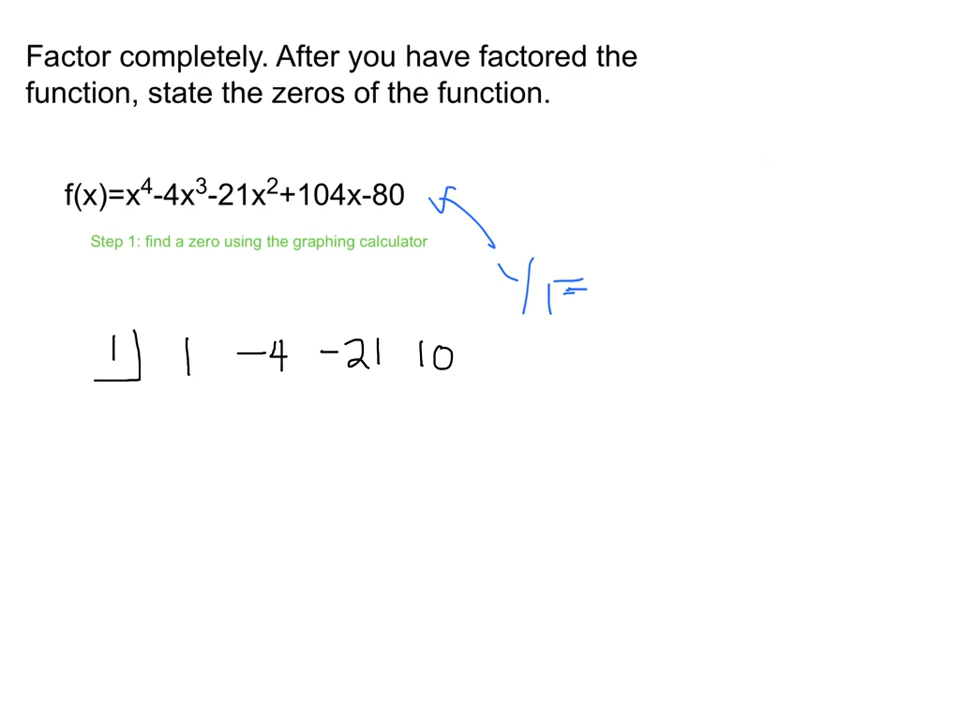 Factor completely. After you have factored the
function, state the zeros of the function.
f(x)=x⁴-4x³-21x²+104x-80
Step 1: find a zero using the graphing calculator
Y1=
1 1 -4 -21 10